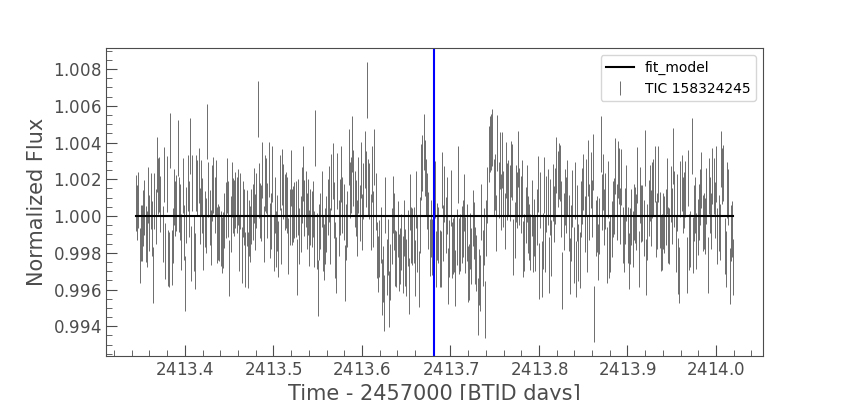 1.008
1.006
1.004
1.002
1.000
0.998
0.996
0.994
Normalized Flux
fit_model
TIC 158324245
2413.4 2413.5 2413.6 2413.7 2413.8 2413.9 2414.0
Time - 2457000 [BTJD days]